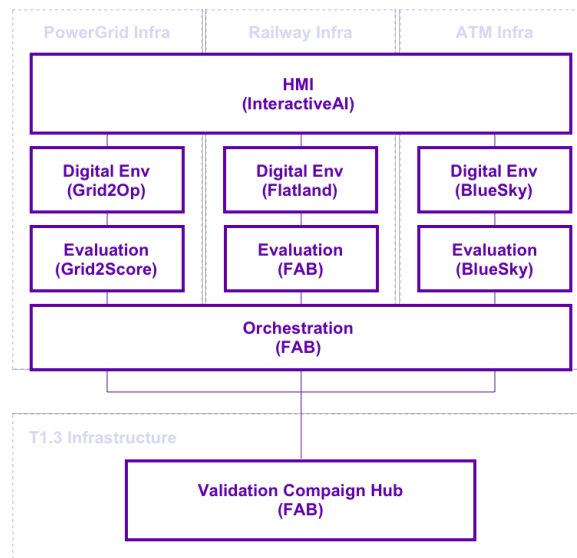 PowerGrid Infra
Railway Infra
ATM Infra
HMI
(InteractiveAI)
Digital Env
(Grid2Op)
Digital Env
(Flatland)
Digital Env
(BlueSky)
Evaluation
(Grid2Score)
Evaluation
(FAB)
Evaluation
(BlueSky)
Orchestration
(FAB)
T1.3 Infrastructure
Validation Compaign Hub
(FAB)